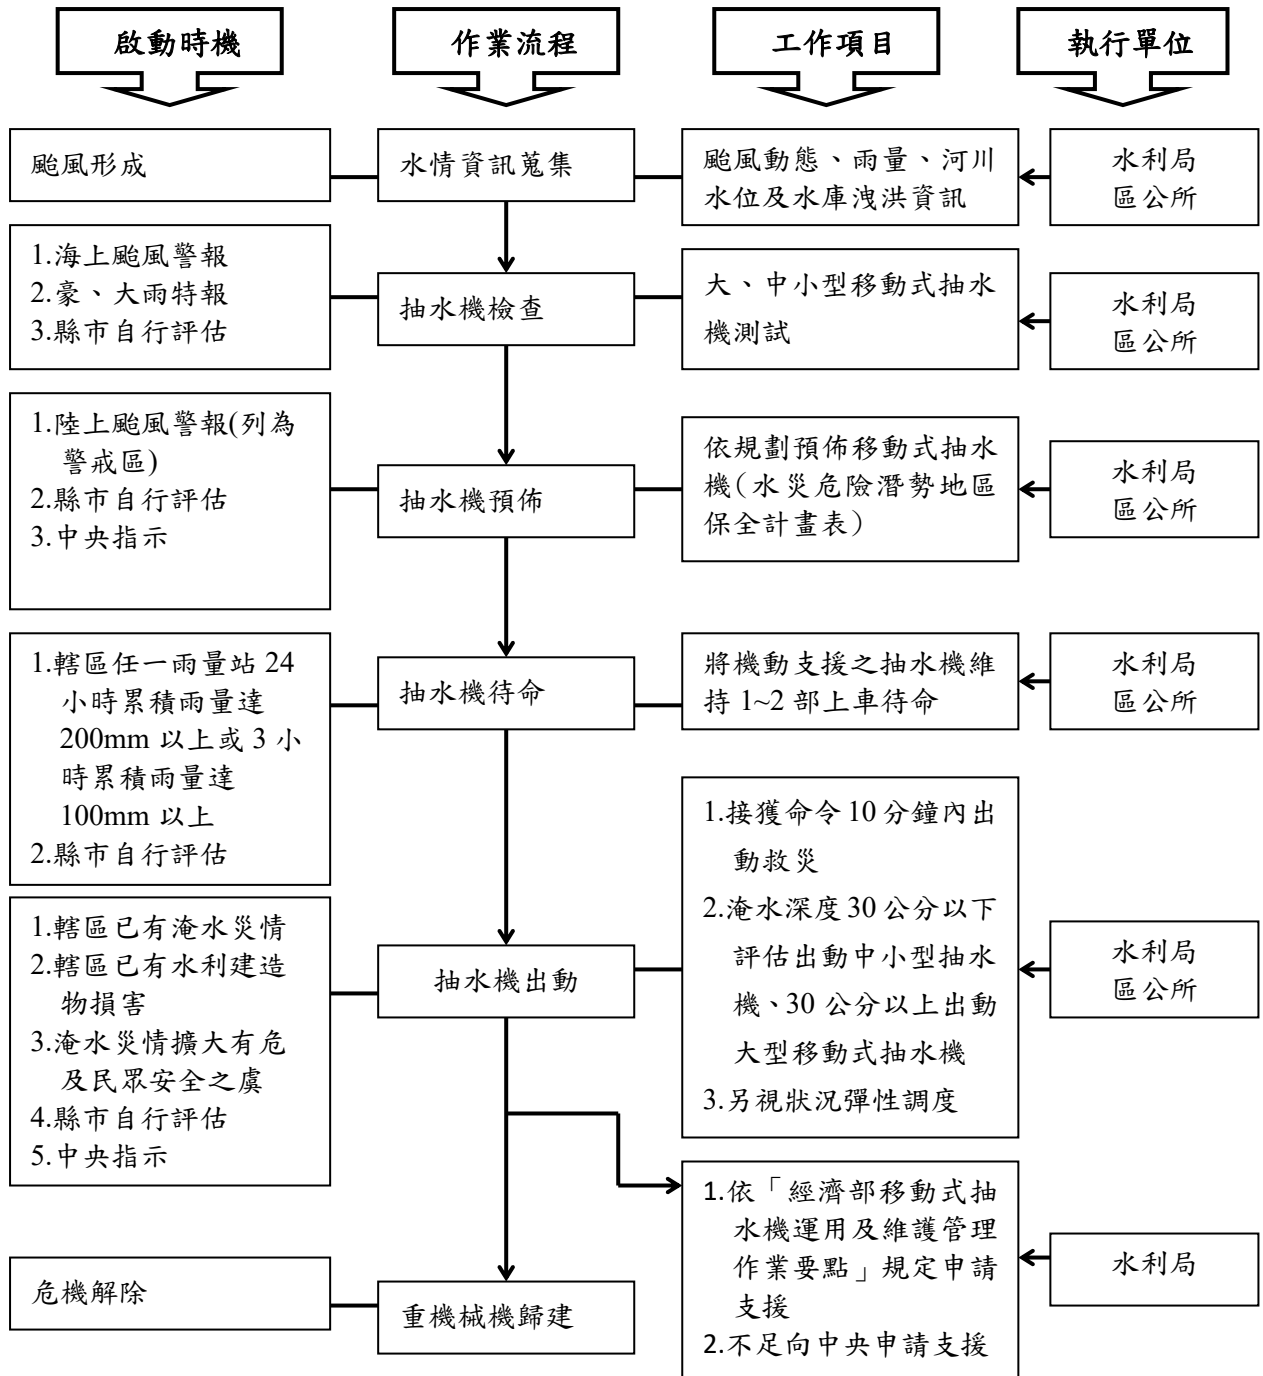 啟動時機
作業流程
工作項目
執行單位
颱風形成
水情資訊蒐集
颱風動態、雨量、河川
水位及水庫洩洪資訊
水利局
區公所
1.海上颱風警報
2.豪、大雨特報
3.縣市自行評估
抽水機檢查
大、中小型移動式抽水
機測試
水利局
區公所
1.陸上颱風警報(列為
警戒區)
2.縣市自行評估
3.中央指示
抽水機預佈
依規劃預佈移動式抽水
機(水災危險潛勢地區
保全計畫表)
水利局
區公所
1.轄區任一雨量站 24
小時累積雨量達
200mm 以上或 3 小
時累積雨量達
100mm 以上
2.縣市自行評估
抽水機待命
將機動支援之抽水機維
持 1~2 部上車待命
水利局
區公所
1.轄區已有淹水災情
2.轄區已有水利建造
物損害
3.淹水災情擴大有危
及民眾安全之虞
4.縣市自行評估
5.中央指示
抽水機出動
1.接獲命令 10 分鐘內出
動救災
2.淹水深度 30 公分以下
評估出動中小型抽水
機、30 公分以上出動
大型移動式抽水機
3.另視狀況彈性調度
水利局
區公所
1.依「經濟部移動式抽
水機運用及維護管理
作業要點」規定申請
支援
2.不足向中央申請支援
水利局
危機解除
重機械機歸建